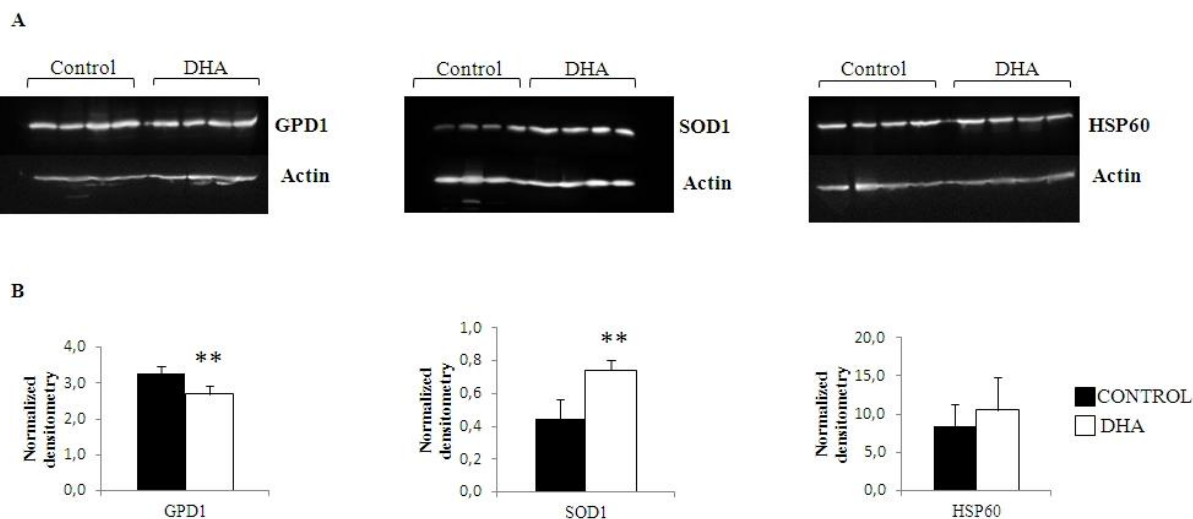 A
Control DHA
GPD1
Actin
Control DHA
SOD1
Actin
Control DHA
HSP60
Actin
B
Normalized
densitometry
4,0
3,0
2,0
1,0
0,0
**
GPD1
Normalized
densitometry
1,0
0,8
0,6
0,4
0,2
0,0
**
SOD1
Normalized
densitometry
20,0
15,0
10,0
5,0
0,0
HSP60
CONTROL
DHA